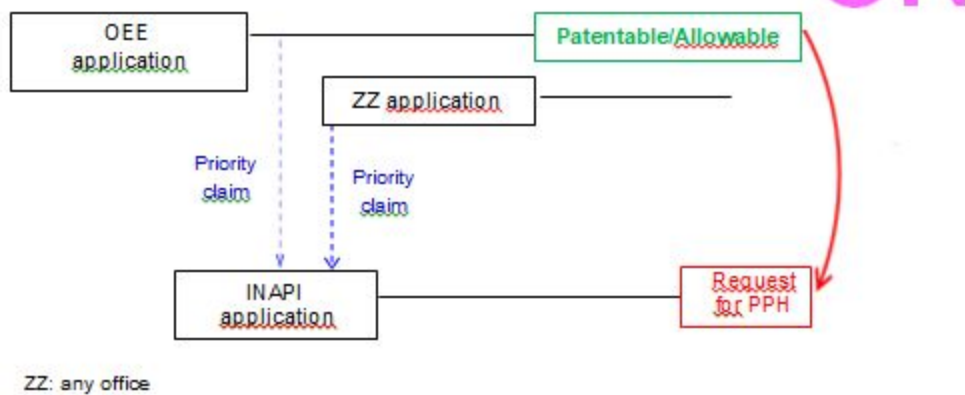 OEE
application
Patentable/Allowable
ZZ application
Priority
claim
Priority
claim
INAPI
application
Request
for PPH
ZZ: any office